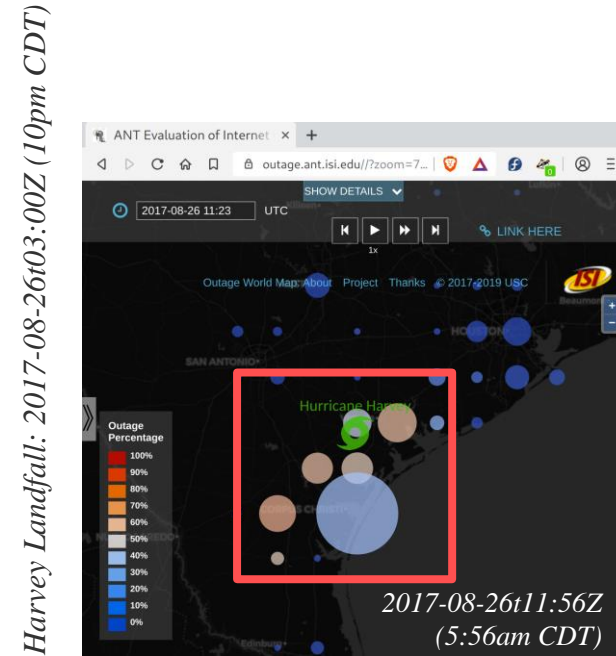 Harvey Landfall: 2017-08-26t03:00Z (10pm CDT)
ANT Evaluation of Internet × +
outage.ant.isi.edu//?zoom=7...
0
SHOW DETAILS
2017-08-26 11:23 UTC
1x
LINK HERE
Outage World Map: About Project Thanks © 2017-2019 USC
ISI
Beaumont
+
−
HOUSTON
SAN ANTONIO
Hurricane Harvey
Outage
Percentage
100%
90%
80%
70%
60%
50%
40%
30%
20%
10%
0%
CORPUS CHRISTI
Edinburg
2017-08-26t11:56Z
(5:56am CDT)